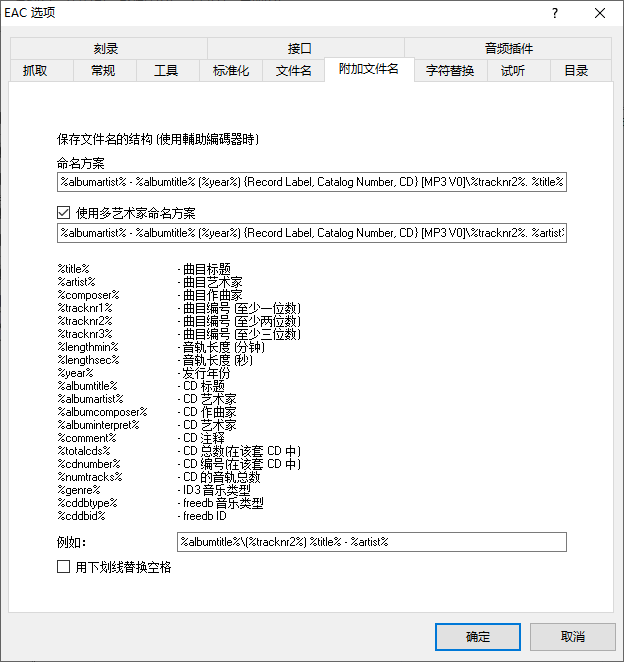 EAC 选项
刻录 接口 音频插件
抓取 常规 工具 标准化 文件名 附加文件名 字符替换 试听 目录
保存文件名的结构 (使用輔助編碼器時)
命名方案
%albumartist% - %albumtitle% (%year%) {Record Label, Catalog Number, CD} [MP3 V0]\%tracknr2%. %title%
使用多艺术家命名方案
%albumartist% - %albumtitle% (%year%) {Record Label, Catalog Number, CD} [MP3 V0]\%tracknr2%. %artist%
%title% - 曲目标题
%artist% - 曲目艺术家
%composer% - 曲目作曲家
%tracknr1% - 曲目编号 (至少一位数)
%tracknr2% - 曲目编号 (至少两位数)
%tracknr3% - 曲目编号 (至少三位数)
%lengthmin% - 音轨长度 (分钟)
%lengthsec% - 音轨长度 (秒)
%year% - 发行年份
%albumtitle% - CD 标题
%albumartist% - CD 艺术家
%albumcomposer% - CD 作曲家
%albuminterpret% - CD 艺术家
%comment% - CD 注释
%totalcds% - CD 总数(在该套 CD 中)
%cdnumber% - CD 编号(在该套 CD 中)
%numtracks% - CD 的音轨总数
%genre% - ID3 音乐类型
%cddbtype% - freedb 音乐类型
%cddbid% - freedb ID
例如: %albumtitle%\(%tracknr2%) %title% - %artist%
用下划线替换空格
确定 取消